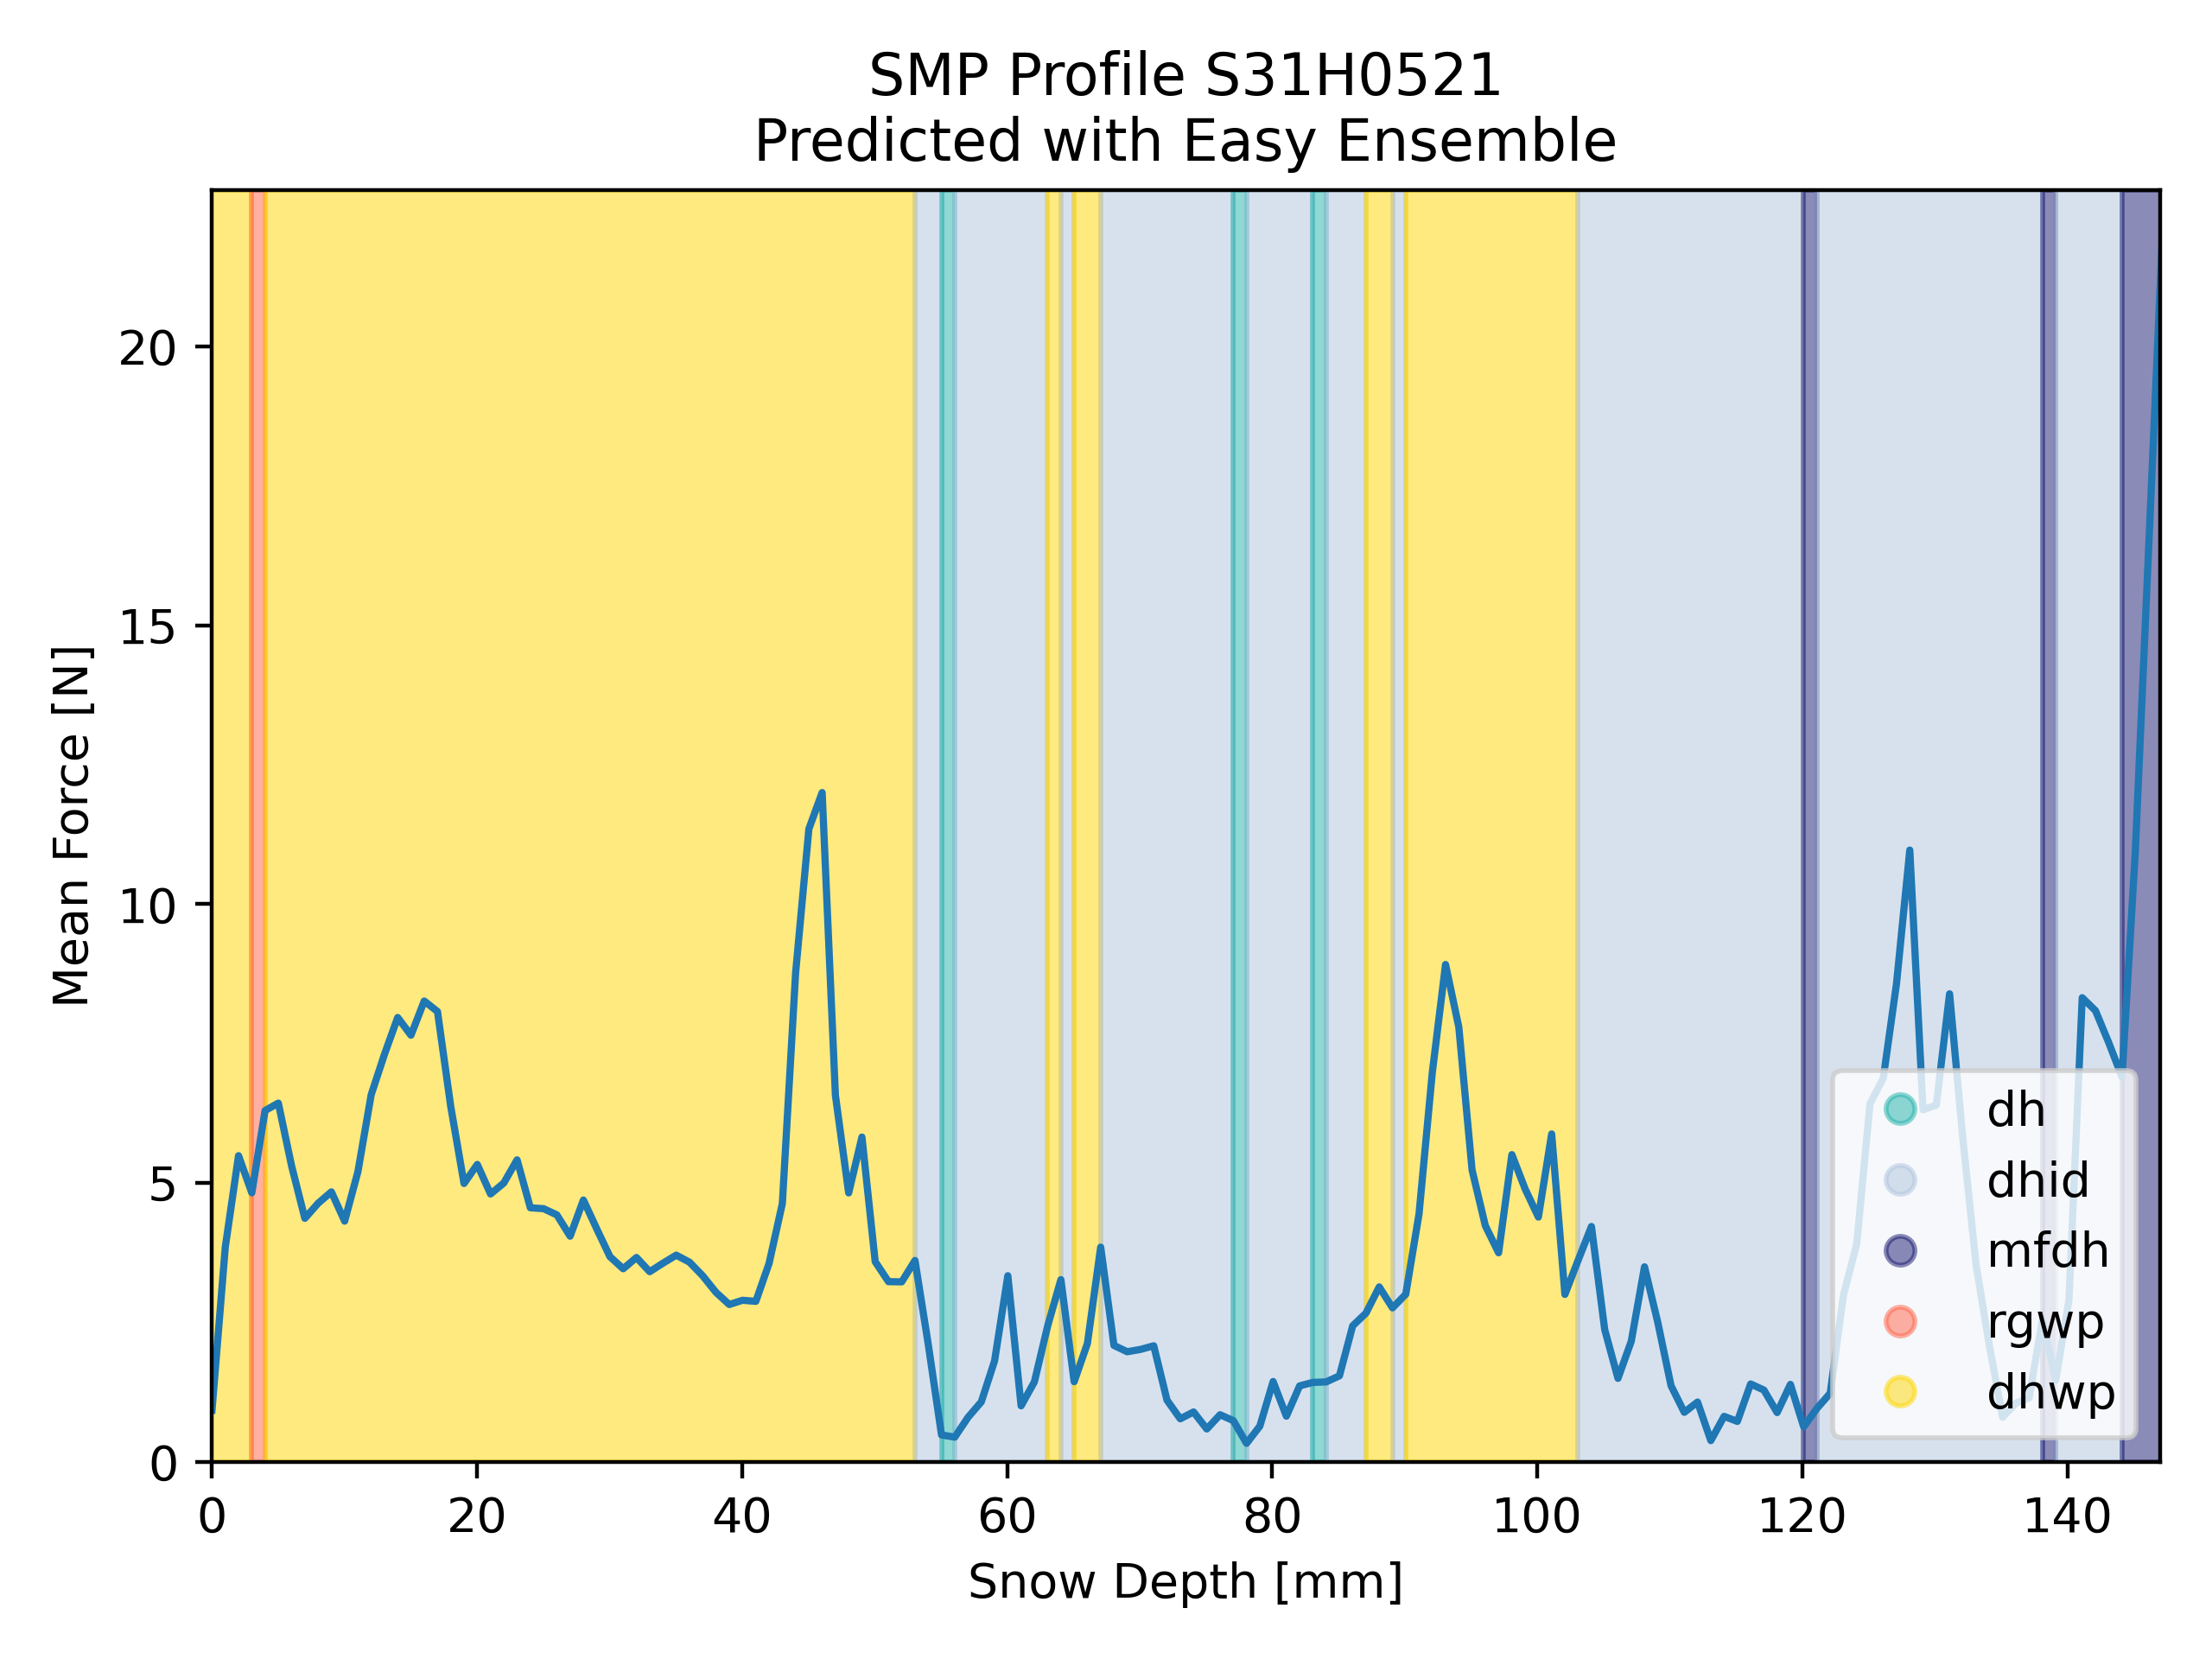 SMP Profile S31H0521
Predicted with Easy Ensemble
Mean Force [N]
20
15
10
5
0
dh
dhid
mfdh
rgwp
dhwp
0 20 40 60 80 100 120 140
Snow Depth [mm]